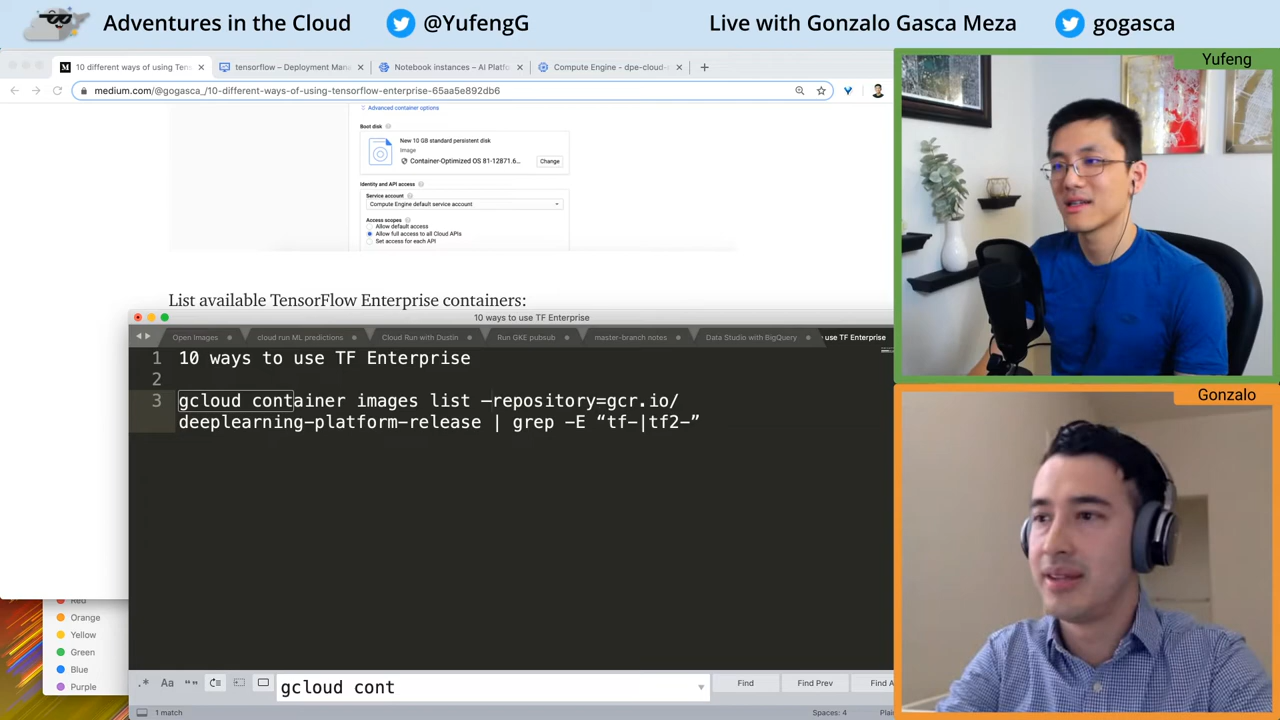 Adventures in the Cloud
@YufengG
Live with Gonzalo Gasca Meza
gogasca
10 different ways of using Tens
tensorflow – Deployment Mana
Notebook instances – AI Platfo
Compute Engine - dpe-cloud-
medium.com/@gogasca_/10-different-ways-of-using-tensorflow-enterprise-65aa5e892db6
Advanced container options
Boot disk
New 10 GB standard persistent disk
Image
Container-Optimized OS 81-12871.6...
Change
Identity and API access
Service account
Compute Engine default service account
Access scopes
Allow default access
Allow full access to all Cloud APIs
Set access for each API
List available TensorFlow Enterprise containers:
10 ways to use TF Enterprise
Open Images
cloud run ML predictions
Cloud Run with Dustin
Run GKE pubsub
master-branch notes
Data Studio with BigQuery
use TF Enterprise
1 10 ways to use TF Enterprise
2
3 gcloud container images list —repository=gcr.io/
deeplearning-platform-release | grep -E “tf-|tf2-”
Red
Orange
Yellow
Green
Blue
Purple
.* Aa “”
gcloud cont
Find
Find Prev
Find A
1 match
Spaces: 4
Plain
Yufeng
Gonzalo